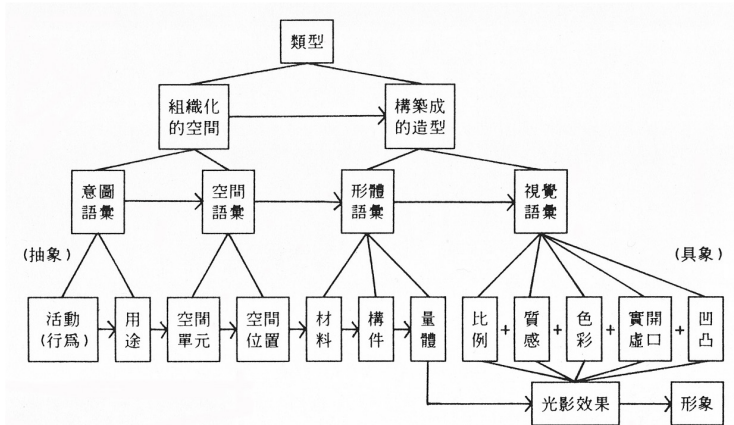 類型
組織化
的空間
構築成
的造型
意圖
語彙
空間
語彙
形體
語彙
視覺
語彙
(抽象)
(具象)
活動
(行爲)
用
途
空間
單元
空間
位置
材
料
構
件
量
體
比
例
+
質
感
+
色
彩
+
實開
虛口
+
凹
凸
光影效果
形象